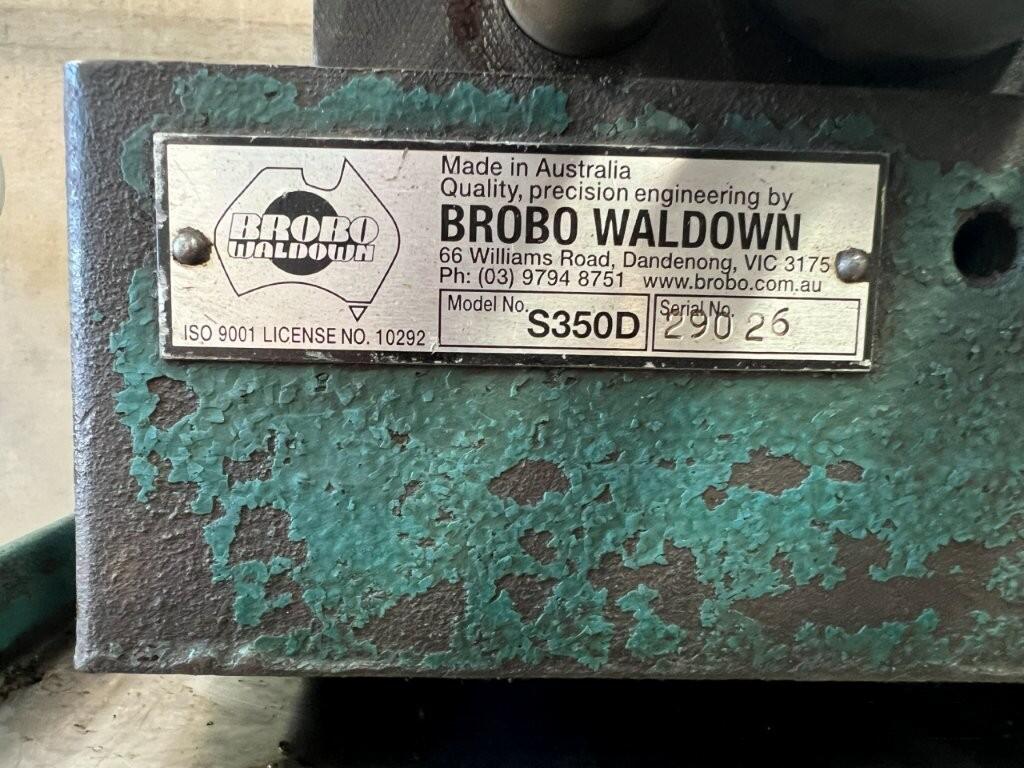 BROBO
WALDOWN
ISO 9001 LICENSE NO. 10292
Made in Australia
Quality, precision engineering by
BROBO WALDOWN
66 Williams Road, Dandenong, VIC 3175
Ph: (03) 9794 8751 www.brobo.com.au
Model No. S350D
Serial No. 29026